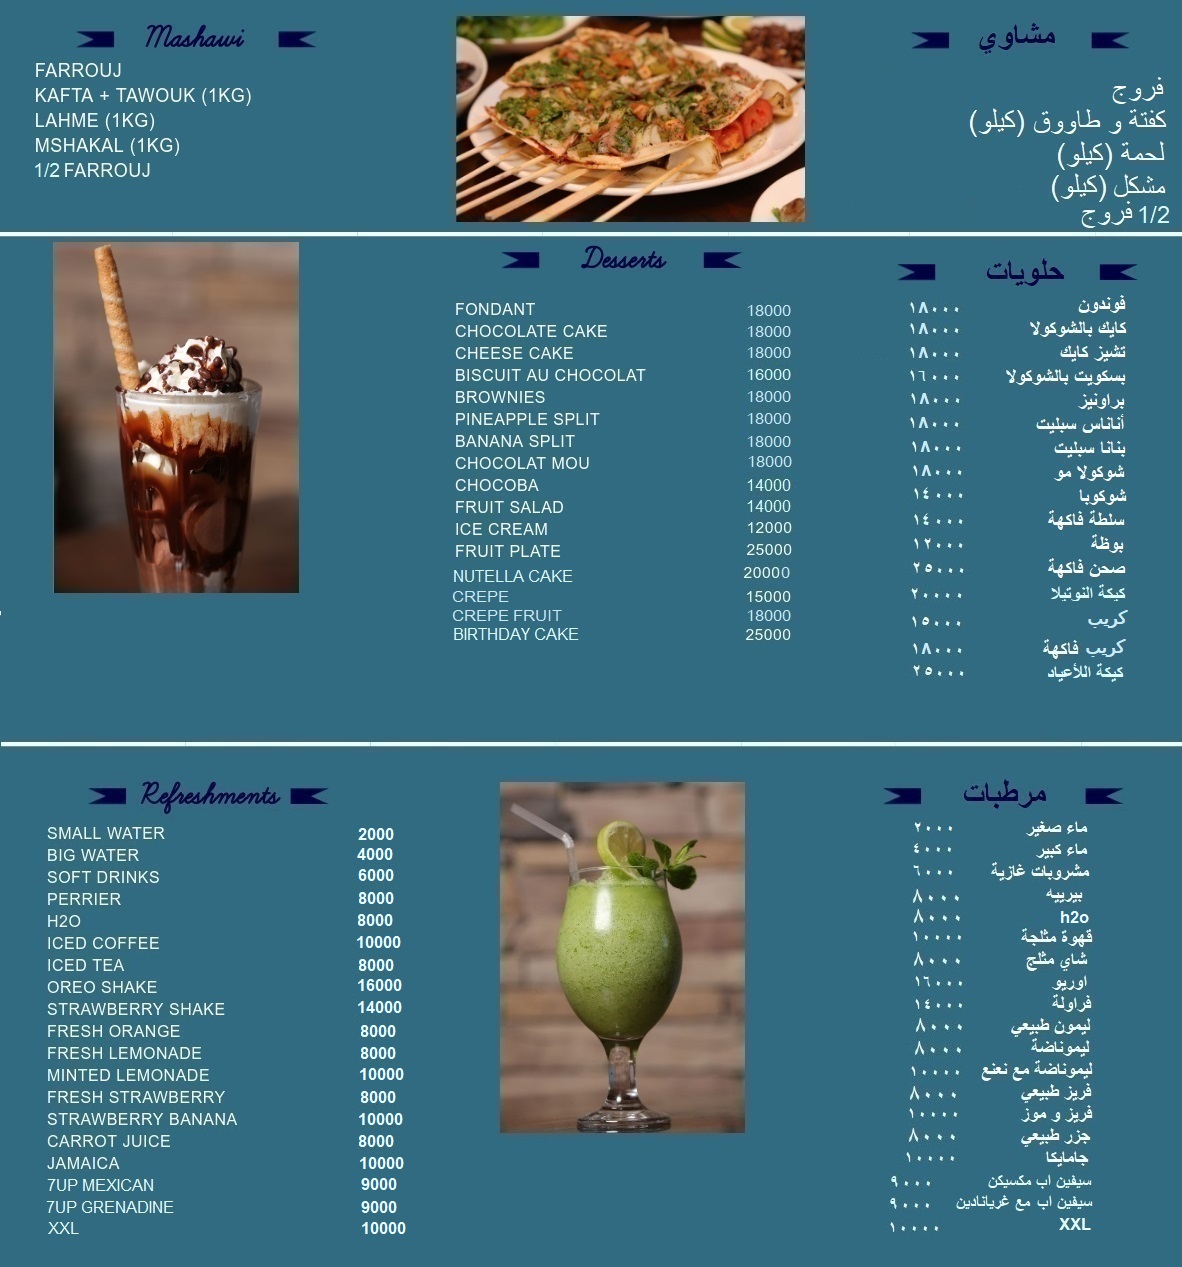 Mashawi
FARROUJ
KAFTA + TAWOUK (1KG)
LAHME (1KG)
MSHAKAL (1KG)
1/2 FARROUJ
مشاوي
فروج
كفتة و طاووق (كيلو)
لحمة (كيلو)
مشكل (كيلو)
1/2 فروج
Desserts
FONDANT 18000
CHOCOLATE CAKE 18000
CHEESE CAKE 18000
BISCUIT AU CHOCOLAT 16000
BROWNIES 18000
PINEAPPLE SPLIT 18000
BANANA SPLIT 18000
CHOCOLAT MOU 18000
CHOCOBA 14000
FRUIT SALAD 14000
ICE CREAM 12000
FRUIT PLATE 25000
NUTELLA CAKE 20000
CREPE 15000
CREPE FRUIT 18000
BIRTHDAY CAKE 25000
حلويات
فوندون ١٨٠٠٠
كايك بالشوكولا ١٨٠٠٠
تشيز كايك ١٨٠٠٠
بسكويت بالشوكولا ١٦٠٠٠
براونيز ١٨٠٠٠
أناناس سبليت ١٨٠٠٠
بنانا سبليت ١٨٠٠٠
شوكولا مو ١٨٠٠٠
شوكوبا ١٤٠٠٠
سلطة فاكهة ١٤٠٠٠
بوظة ١٢٠٠٠
صحن فاكهة ٢٥٠٠٠
كيكة النوتيلا ٢٠٠٠٠
كريب ١٥٠٠٠
كريب فاكهة ١٨٠٠٠
كيكة اللأعياد ٢٥٠٠٠
Refreshments
SMALL WATER 2000
BIG WATER 4000
SOFT DRINKS 6000
PERRIER 8000
H2O 8000
ICED COFFEE 10000
ICED TEA 8000
OREO SHAKE 16000
STRAWBERRY SHAKE 14000
FRESH ORANGE 8000
FRESH LEMONADE 8000
MINTED LEMONADE 10000
FRESH STRAWBERRY 8000
STRAWBERRY BANANA 10000
CARROT JUICE 8000
JAMAICA 10000
7UP MEXICAN 9000
7UP GRENADINE 9000
XXL 10000
مرطبات
ماء صغير ٢٠٠٠
ماء كبير ٤٠٠٠
مشروبات غازية ٦٠٠٠
بيرييه ٨٠٠٠
h2o ٨٠٠٠
قهوة مثلجة ١٠٠٠٠
شاي مثلج ٨٠٠٠
اوريو ١٦٠٠٠
فراولة ١٤٠٠٠
ليمون طبيعي ٨٠٠٠
ليموناضة ٨٠٠٠
ليموناضة مع نعنع ١٠٠٠٠
فريز طبيعي ٨٠٠٠
فريز و موز ١٠٠٠٠
جزر طبيعي ٨٠٠٠
جامايكا ١٠٠٠٠
سيفين اب مكسيكن ٩٠٠٠
سيفين اب مع غريانادين ٩٠٠٠
XXL ١٠٠٠٠